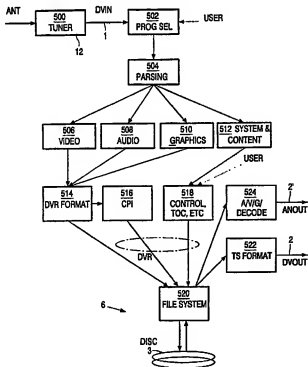 ANT
500
TUNER
12
DVIN
1
502
PROG SEL
USER
504
PARSING
506
VIDEO
508
AUDIO
510
GRAPHICS
512 SYSTEM &
CONTENT
USER
514
DVR FORMAT
516
CPI
518
CONTROL,
TOC, ETC
524
A/V/G/
DECODE
2'
ANOUT
522
TS FORMAT
2
DVOUT
DVR
520
FILE SYSTEM
6
DISC
3